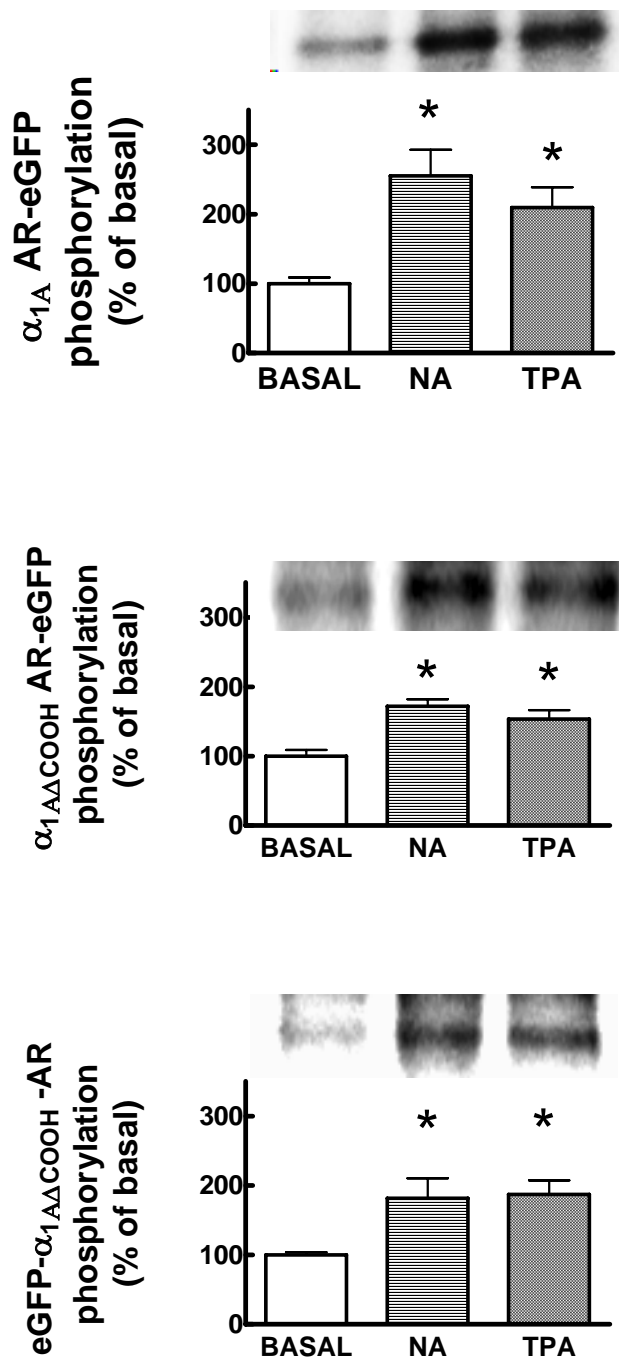 α1A AR-eGFP
phosphorylation
(% of basal)
* *
300
200
100
0
BASAL NA TPA
α1AΔCOOH AR-eGFP
phosphorylation
(% of basal)
300
* *
200
100
0
BASAL NA TPA
eGFP-α1AΔCOOH -AR
phosphorylation
(% of basal)
* *
300
200
100
0
BASAL NA TPA